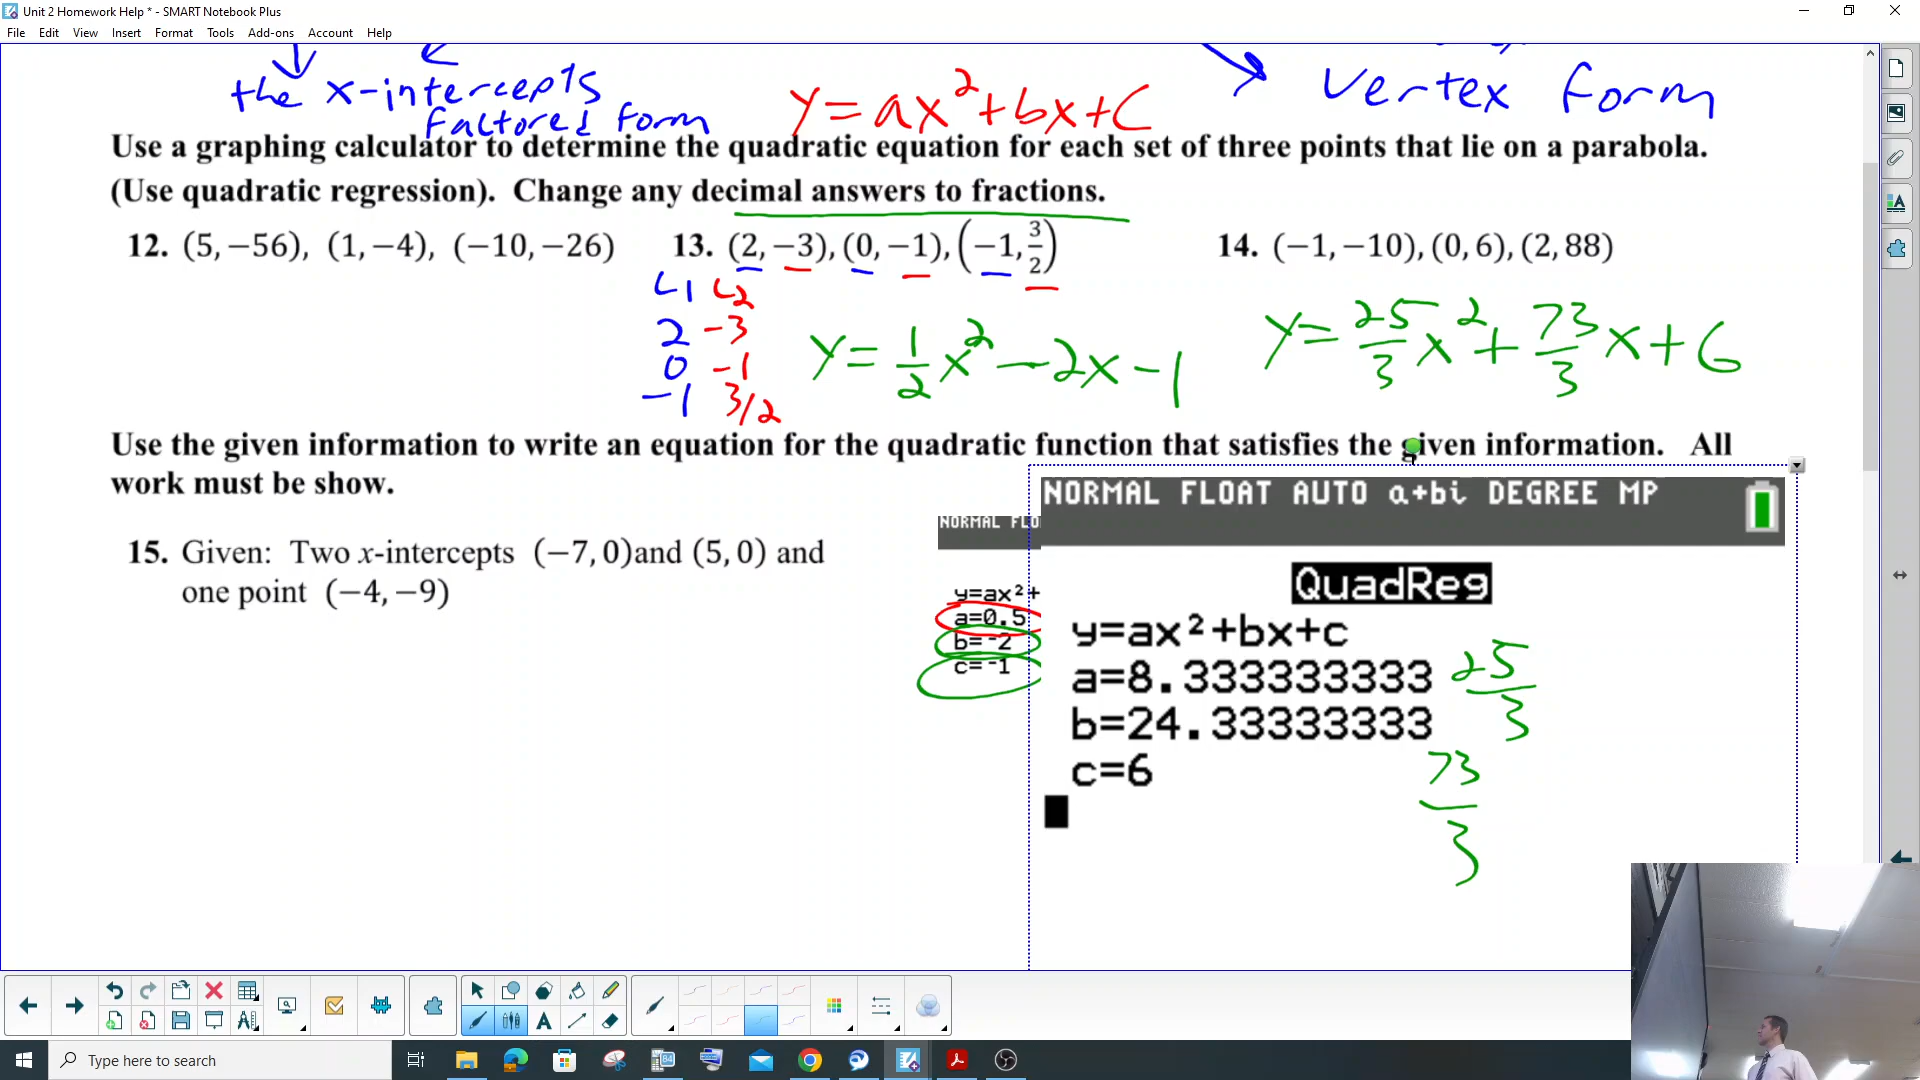 Unit 2 Homework Help * - SMART Notebook Plus
File Edit View Insert Format Tools Add-ons Account Help
the x-intercepts
Factored form
y=ax²+bx+c
Vertex form
Use a graphing calculator to determine the quadratic equation for each set of three points that lie on a parabola.
(Use quadratic regression). Change any decimal answers to fractions.
12. (5, −56), (1, −4), (−10, −26)
13. (2, −3), (0, −1), (−1, 3/2)
14. (−1, −10), (0, 6), (2, 88)
L1 L2
2 -3
0 -1
-1 3/2
y = 1/2 x² - 2x - 1
y = 25/3 x² + 73/3 x + 6
Use the given information to write an equation for the quadratic function that satisfies the given information. All
work must be show.
15. Given: Two x-intercepts (−7, 0)and (5, 0) and
one point (−4, −9)
NORMAL FLO
y=ax²+
a=0.5
b=-2
c=-1
NORMAL FLOAT AUTO a+bi DEGREE MP
QuadReg
y=ax²+bx+c
a=8.333333333
25/3
b=24.33333333
c=6
73/3
Type here to search